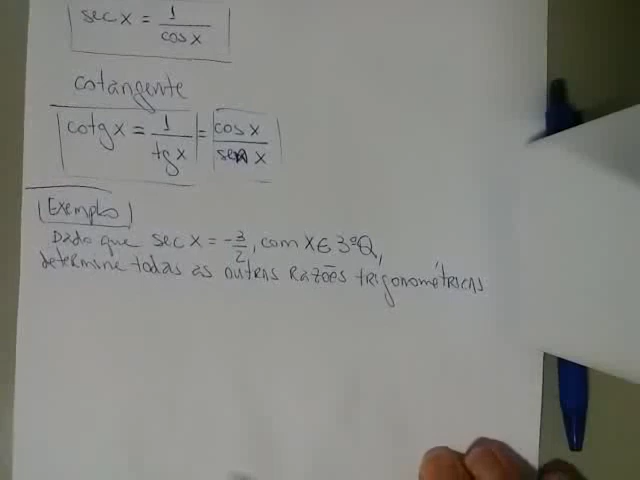 sec x = 1/cos x
cotangente
cotg x = 1/tg x = cos x/sen x
Exemplo
Dado que sec x = -3/2, com x ∈ 3ºQ,
determine todas as outras razões trigonométricas